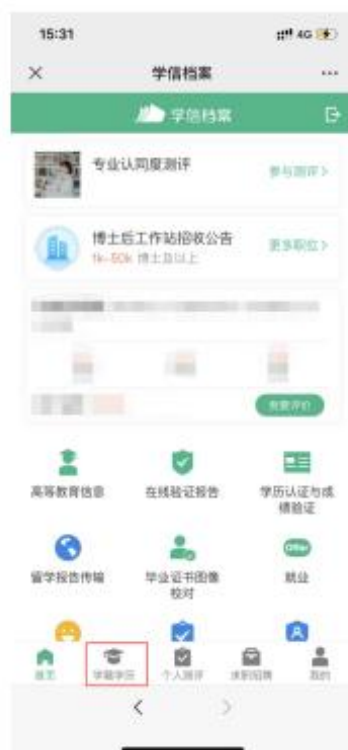 15:31
4G
学信档案
学信档案
专业认同度测评
参与测评>
博士后工作站招收公告
更多职位>
1k-50k 博士及以上
我要评价
高等教育信息
在线验证报告
学历认证与成绩验证
留学报告传输
毕业证书图像校对
Offer
就业
首页
学籍学历
个人测评
求职招聘
我的